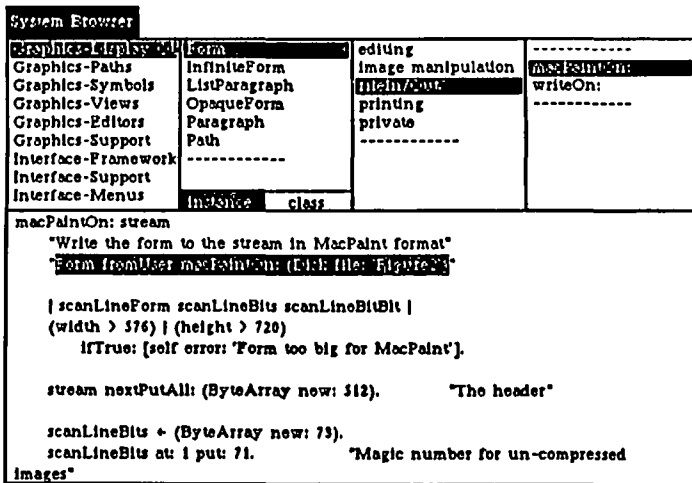 System Browser
Graphics-Display
Graphics-Paths
Graphics-Symbols
Graphics-Views
Graphics-Editors
Graphics-Support
Interface-Framework
Interface-Support
Interface-Menus
Form
InfiniteForm
ListParagraph
OpaqueForm
Paragraph
Path
------------
instance class
editing
image manipulation
fileIn/Out
printing
private
------------
------------
macPaintOn:
writeOn:
------------
macPaintOn: stream
"Write the form to the stream in MacPaint format"
"Form fromUser macPaintOn: (Disk file: 'Figure2')"
| scanLineForm scanLineBits scanLineBitBlt |
(width > 576) | (height > 720)
ifTrue: [self error: 'Form too big for MacPaint'].
stream nextPutAll: (ByteArray new: 512). "The header"
scanLineBits ← (ByteArray new: 73).
scanLineBits at: 1 put: 71. "Magic number for un-compressed
images"